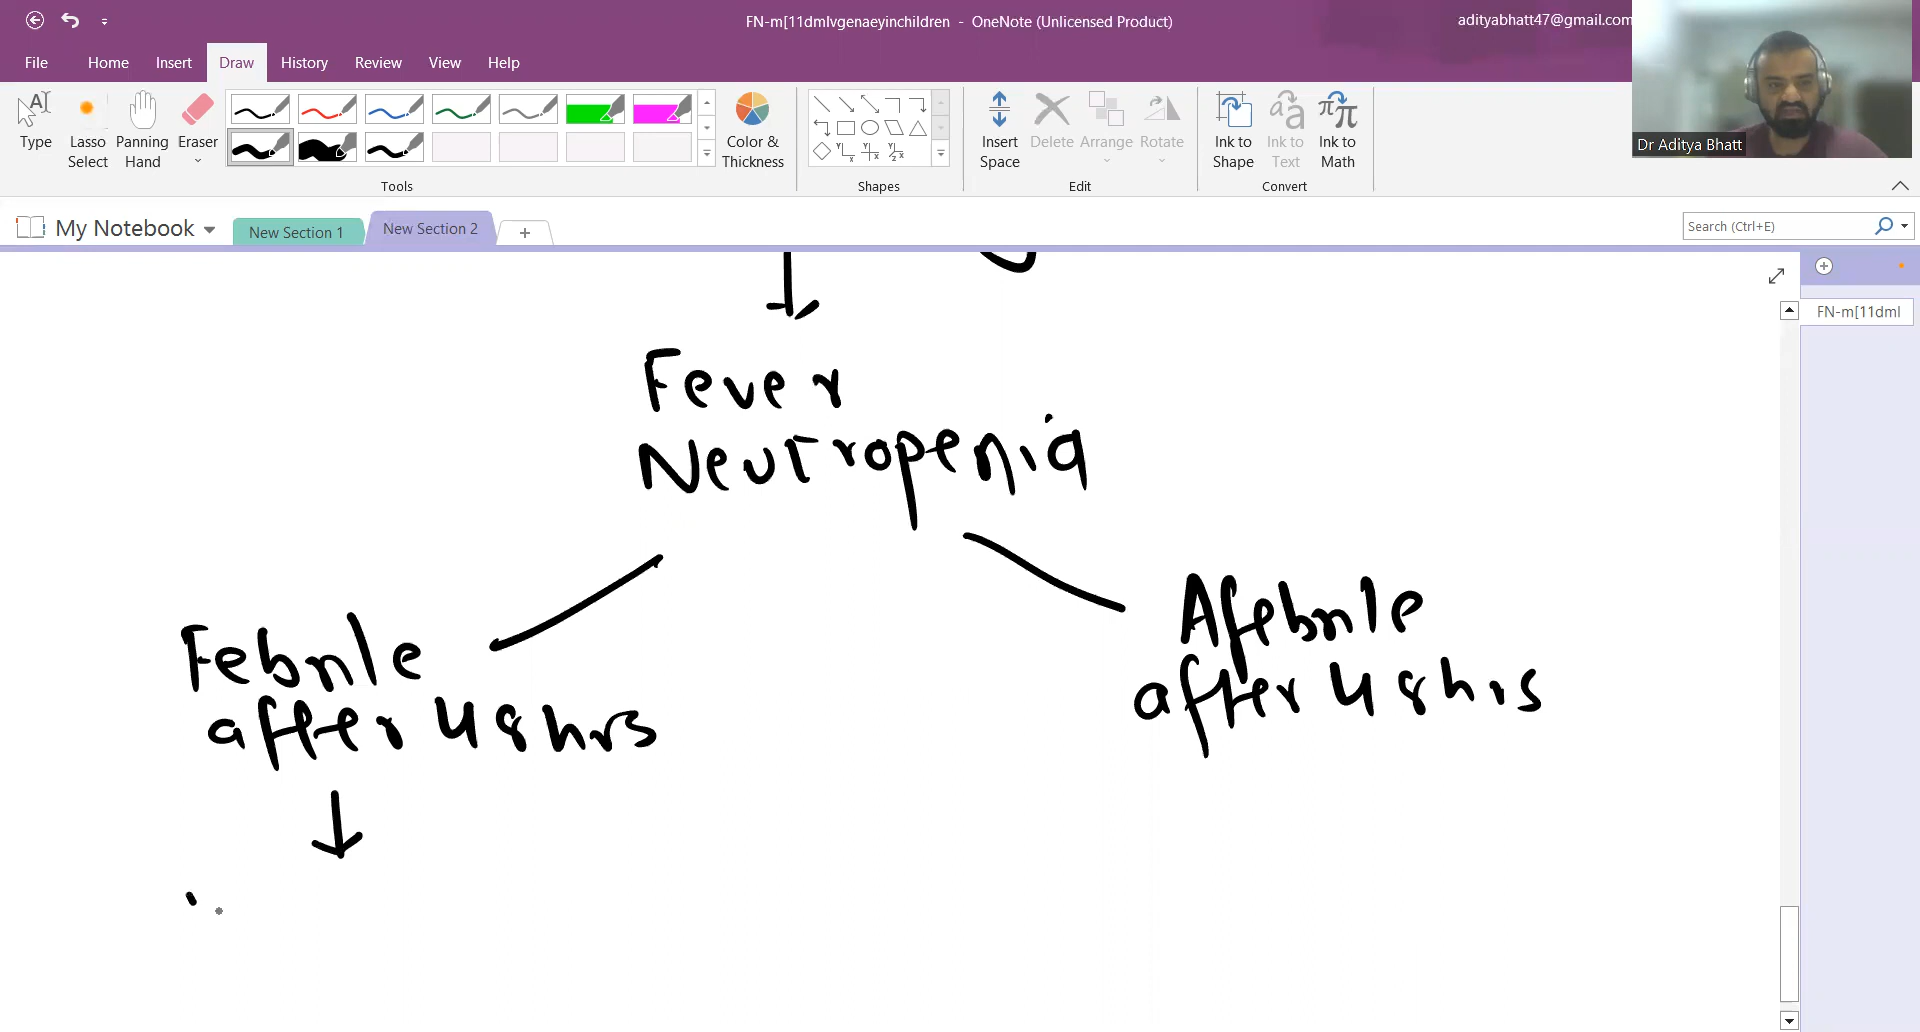 FN-m[11dmlvgenaeyinchildren - OneNote (Unlicensed Product)
adityabhatt47@gmail.com
File Home Insert Draw History Review View Help
Type
Lasso Select
Panning Hand
Eraser
Color & Thickness
Insert Space
Delete
Arrange
Rotate
Ink to Shape
Ink to Text
Ink to Math
Tools
Shapes
Edit
Convert
Dr Aditya Bhatt
My Notebook
New Section 1
New Section 2
Search (Ctrl+E)
FN-m[11dml
Fever
Neutropenia
Febrile
after 48hrs
Afebrile
after 48hrs